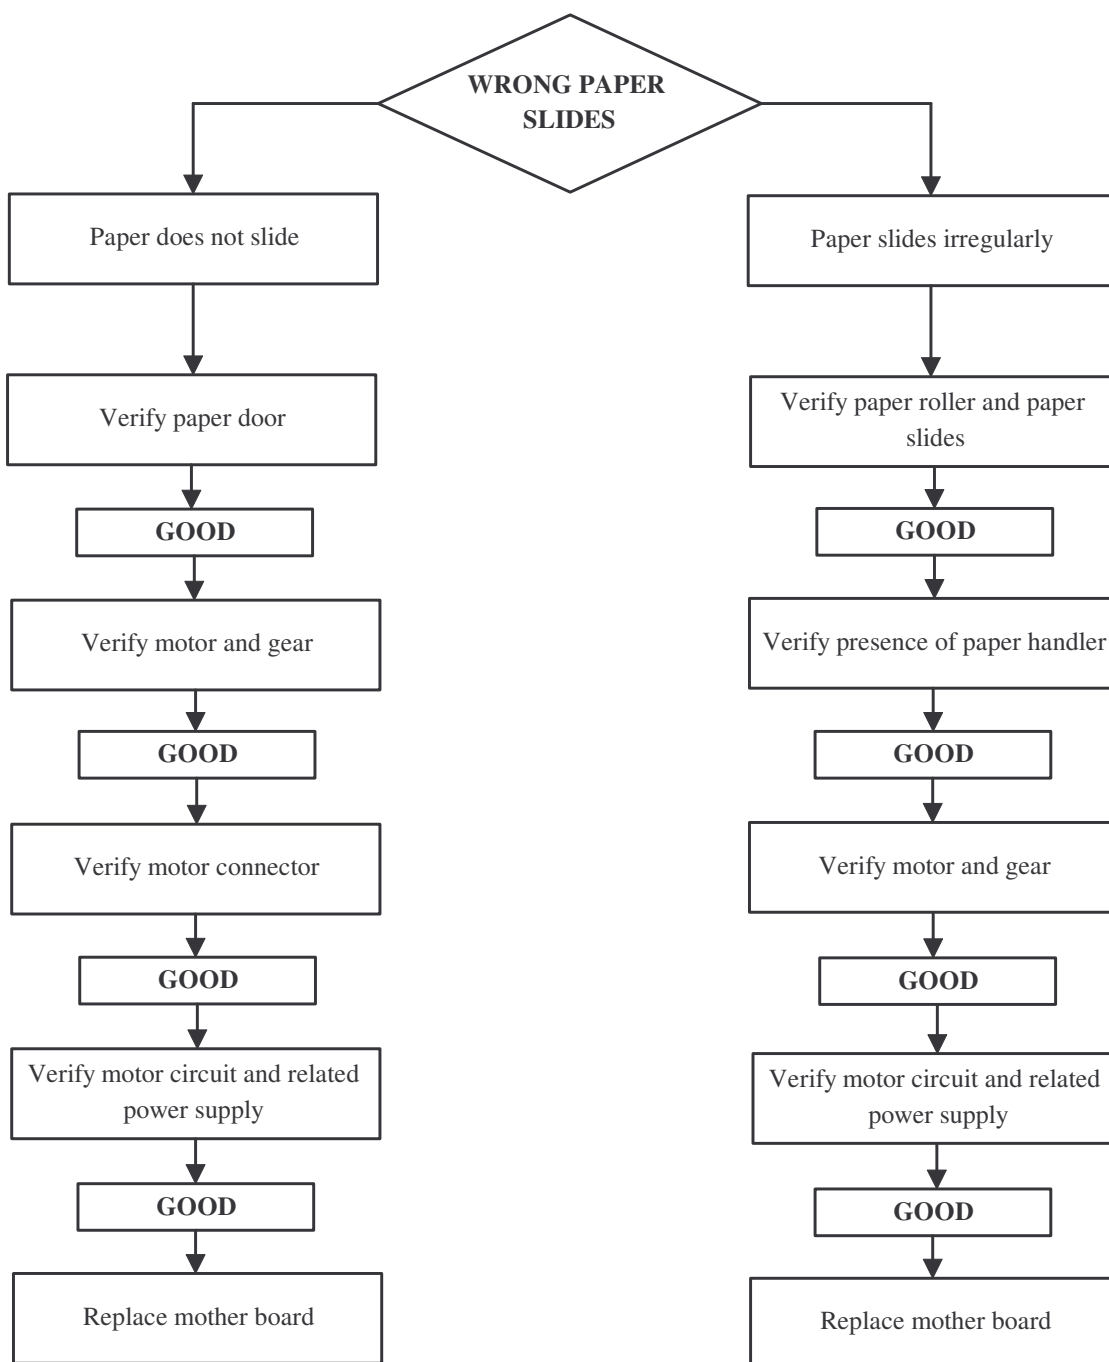 WRONG PAPER
SLIDES
Paper does not slide
Paper slides irregularly
Verify paper door
Verify paper roller and paper
slides
GOOD
GOOD
Verify motor and gear
Verify presence of paper handler
GOOD
GOOD
Verify motor connector
Verify motor and gear
GOOD
GOOD
Verify motor circuit and related
power supply
Verify motor circuit and related
power supply
GOOD
GOOD
Replace mother board
Replace mother board